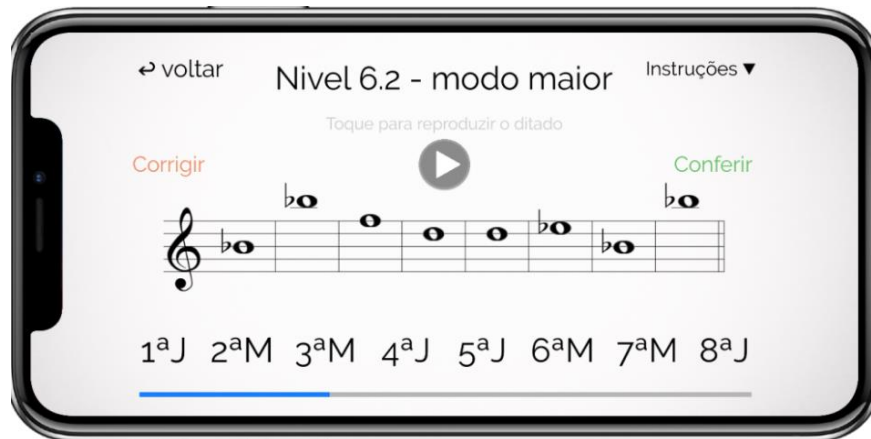 ↩ voltar
Nivel 6.2 - modo maior
Instruções ▼
Toque para reproduzir o ditado
Corrigir
Conferir
1ªJ 2ªM 3ªM 4ªJ 5ªJ 6ªM 7ªM 8ªJ